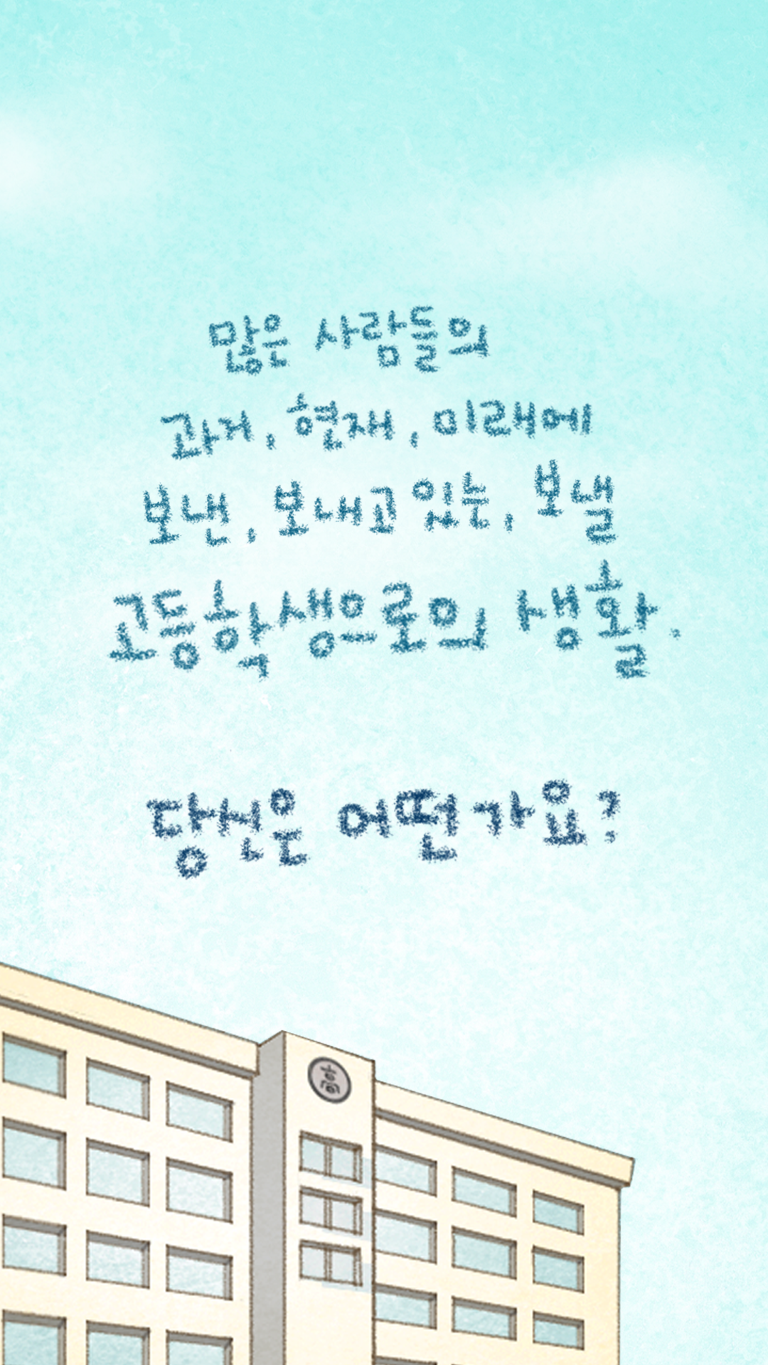 많은 사람들의
과거, 현재, 미래에
보낸, 보내고 있는, 보낼
고등학생으로의 생활.
당신은 어떤가요?
高